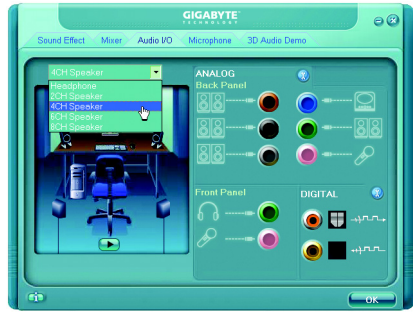 GIGABYTE
TECHNOLOGY
Sound Effect Mixer Audio I/O Microphone 3D Audio Demo
4CH Speaker
Headphone
2CH Speaker
4CH Speaker
6CH Speaker
8CH Speaker
ANALOG
Back Panel
Front Panel
DIGITAL
OK